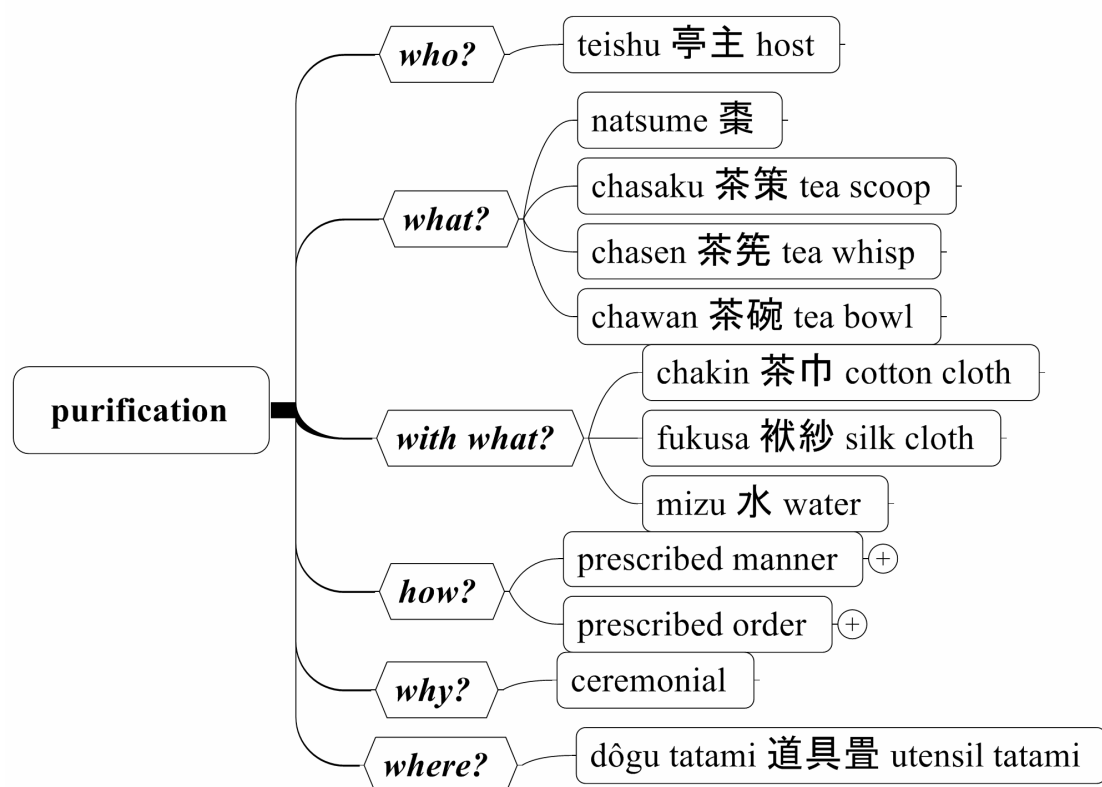 who?
teishu 亭主 host
what?
natsume 棗
chasaku 茶策 tea scoop
chasen 茶筅 tea whisp
chawan 茶碗 tea bowl
purification
with what?
chakin 茶巾 cotton cloth
fukusa 袱紗 silk cloth
mizu 水 water
how?
prescribed manner
prescribed order
why?
ceremonial
where?
dôgu tatami 道具畳 utensil tatami